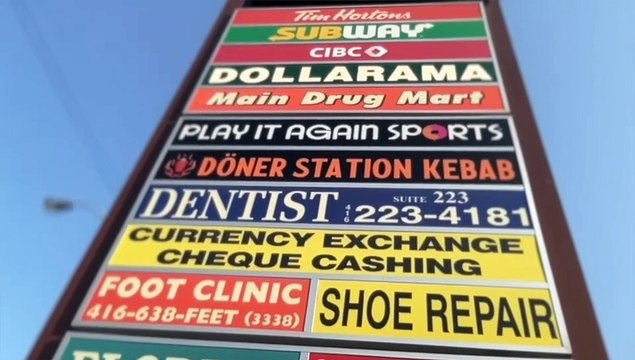 Tim Hortons
SUBWAY
CIBC
DOLLARAMA
Main Drug Mart
PLAY IT AGAIN SPORTS
DÖNER STATION KEBAB
DENTIST SUITE 223
416 223-4181
CURRENCY EXCHANGE
CHEQUE CASHING
FOOT CLINIC
416-638-FEET (3338)
SHOE REPAIR